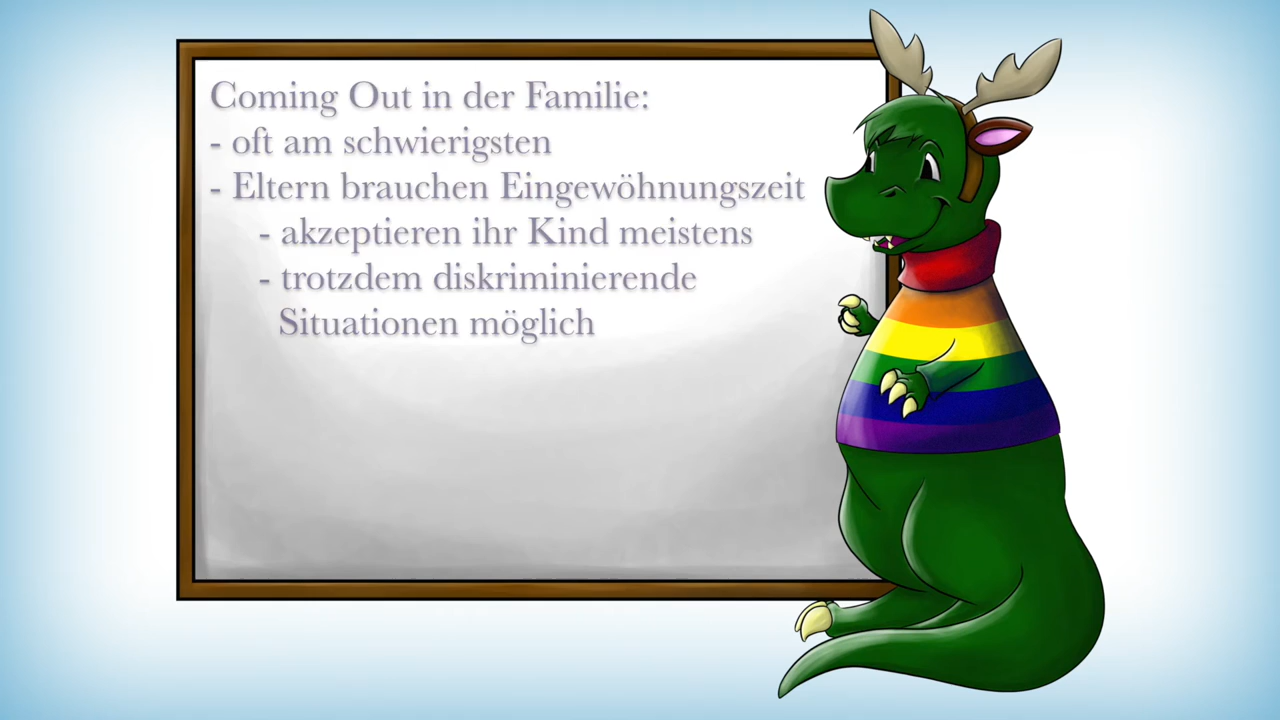 Coming Out in der Familie:
- oft am schwierigsten
- Eltern brauchen Eingewöhnungszeit
- akzeptieren ihr Kind meistens
- trotzdem diskriminierende
Situationen möglich